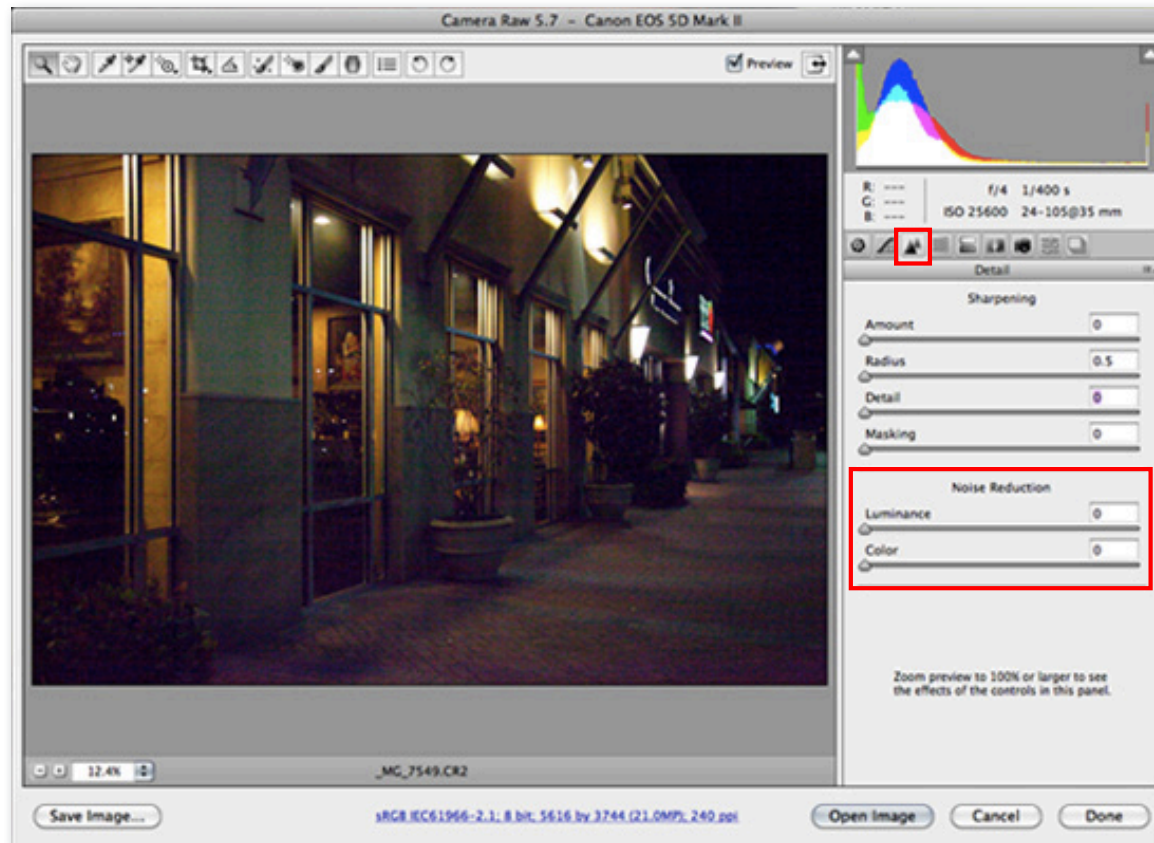 Camera Raw 5.7 – Canon EOS 5D Mark II
Preview
R: ---
G: ---
B: ---
f/4 1/400 s
ISO 25600 24-105@35 mm
Detail
Sharpening
Amount 0
Radius 0.5
Detail 0
Masking 0
Noise Reduction
Luminance 0
Color 0
Zoom preview to 100% or larger to see
the effects of the controls in this panel.
12.4%
_MG_7549.CR2
Save Image...
sRGB IEC61966-2.1; 8 bit; 5616 by 3744 (21.0MP); 240 ppi
Open Image
Cancel
Done